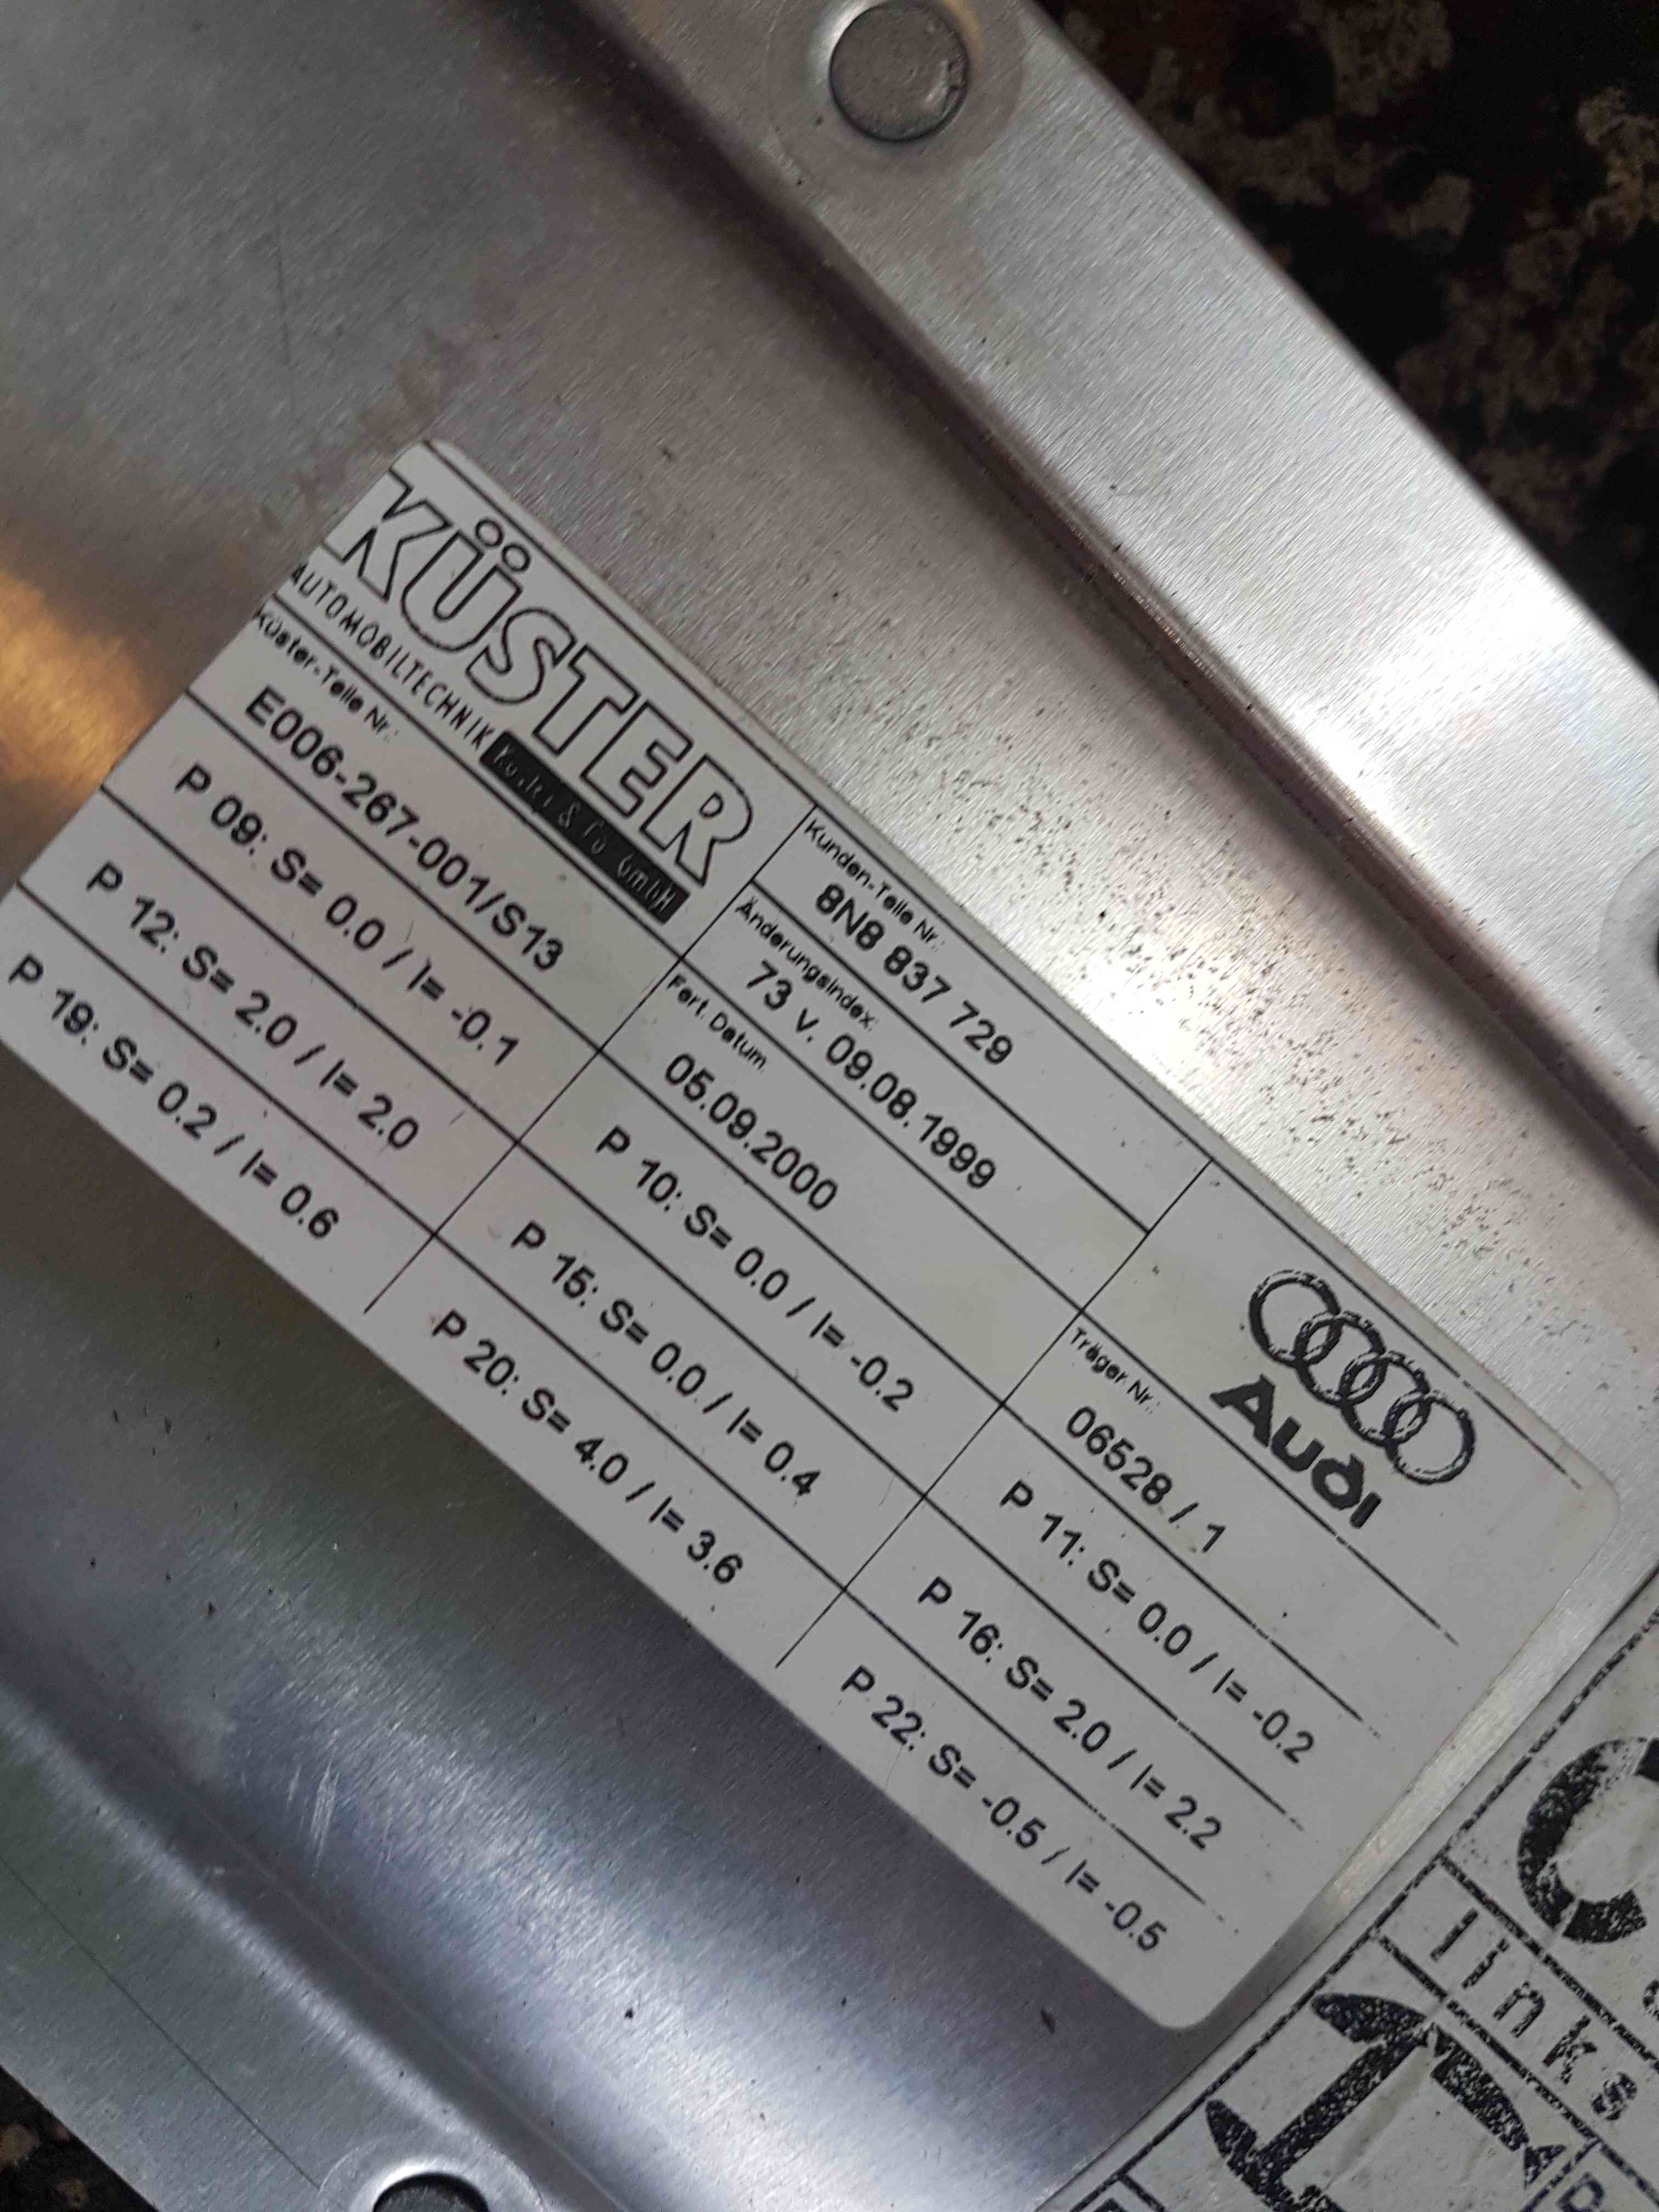 KÜSTER
AUTOMOBILTECHNIK Küster & Co GmbH
Kunden-Teile Nr.:
8N8 837 729
Änderungsindex:
73 v. 09.08.1999
Audi
Küster-Teile Nr.:
E006-267-001/S13
Fert. Datum
05.09.2000
Träger Nr.:
06528 / 1
P 09: S= 0.0 / I= -0.1
P 10: S= 0.0 / I= -0.2
P 11: S= 0.0 / I= -0.2
P 12: S= 2.0 / I= 2.0
P 15: S= 0.0 / I= 0.4
P 16: S= 2.0 / I= 2.2
P 19: S= 0.2 / I= 0.6
P 20: S= 4.0 / I= 3.6
P 22: S= -0.5 / I= -0.5
links